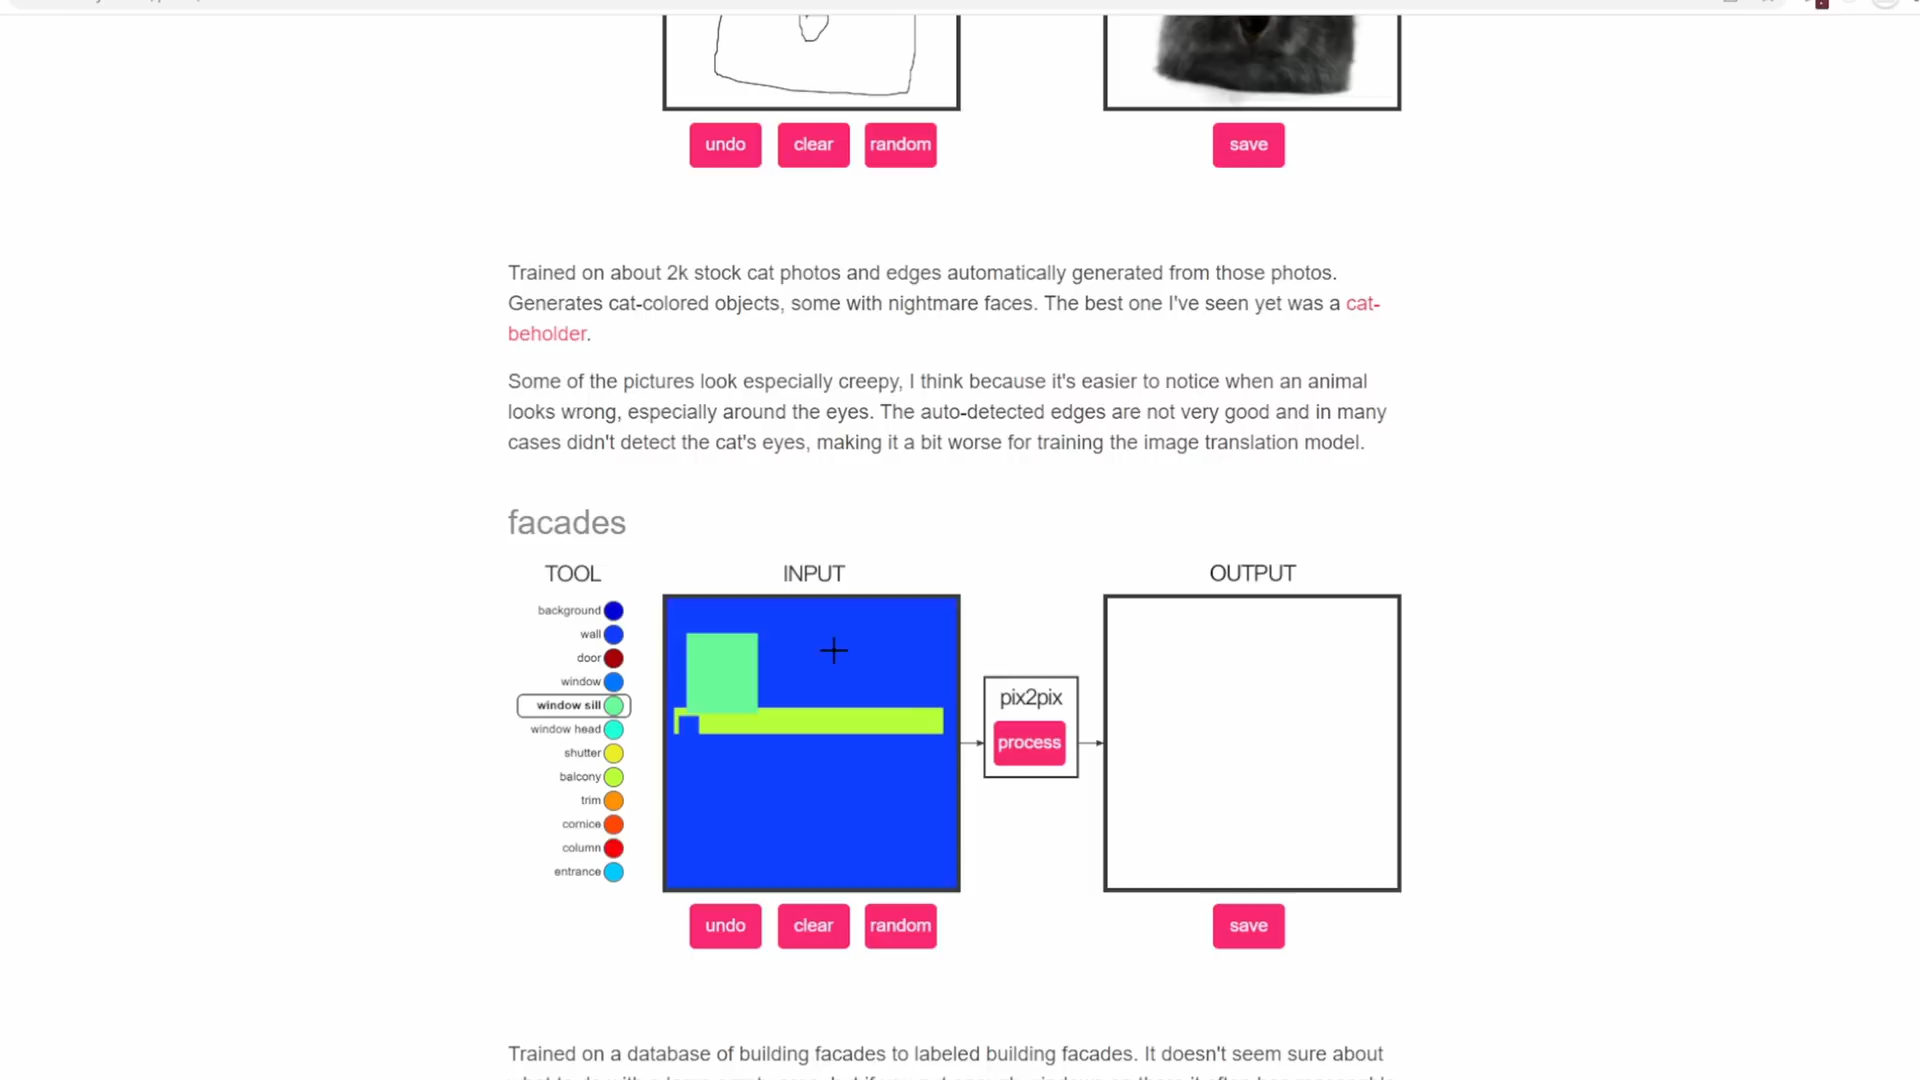 undo clear random save
Trained on about 2k stock cat photos and edges automatically generated from those photos.
Generates cat-colored objects, some with nightmare faces. The best one I've seen yet was a cat-
beholder.
Some of the pictures look especially creepy, I think because it's easier to notice when an animal
looks wrong, especially around the eyes. The auto-detected edges are not very good and in many
cases didn't detect the cat's eyes, making it a bit worse for training the image translation model.
facades
TOOL INPUT OUTPUT
background
wall
door
window
window sill
window head
shutter
balcony
trim
cornice
column
entrance
pix2pix
process
undo clear random save
Trained on a database of building facades to labeled building facades. It doesn't seem sure about